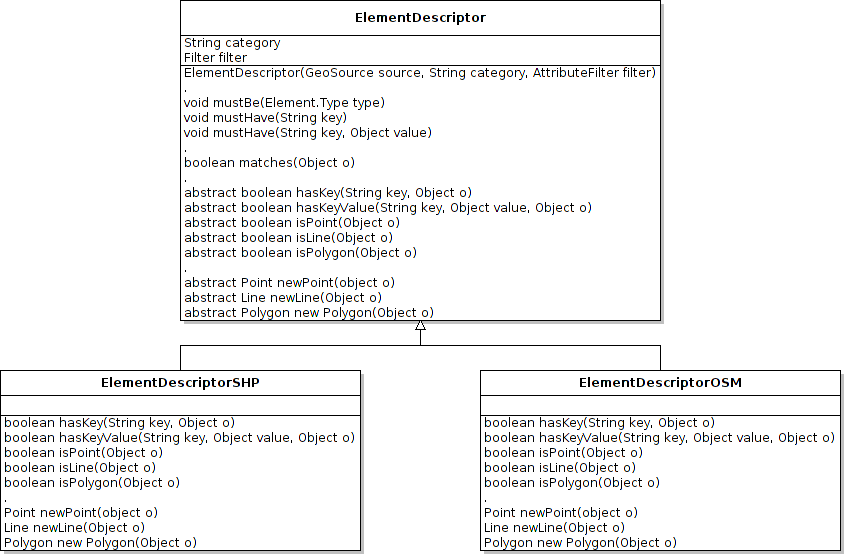 ElementDescriptor
String category
Filter filter
ElementDescriptor(GeoSource source, String category, AttributeFilter filter)
.
void mustBe(Element.Type type)
void mustHave(String key)
void mustHave(String key, Object value)
.
boolean matches(Object o)
.
abstract boolean hasKey(String key, Object o)
abstract boolean hasKeyValue(String key, Object value, Object o)
abstract boolean isPoint(Object o)
abstract boolean isLine(Object o)
abstract boolean isPolygon(Object o)
.
abstract Point newPoint(object o)
abstract Line newLine(Object o)
abstract Polygon new Polygon(Object o)
ElementDescriptorSHP
boolean hasKey(String key, Object o)
boolean hasKeyValue(String key, Object value, Object o)
boolean isPoint(Object o)
boolean isLine(Object o)
boolean isPolygon(Object o)
.
Point newPoint(object o)
Line newLine(Object o)
Polygon new Polygon(Object o)
ElementDescriptorOSM
boolean hasKey(String key, Object o)
boolean hasKeyValue(String key, Object value, Object o)
boolean isPoint(Object o)
boolean isLine(Object o)
boolean isPolygon(Object o)
.
Point newPoint(object o)
Line newLine(Object o)
Polygon new Polygon(Object o)